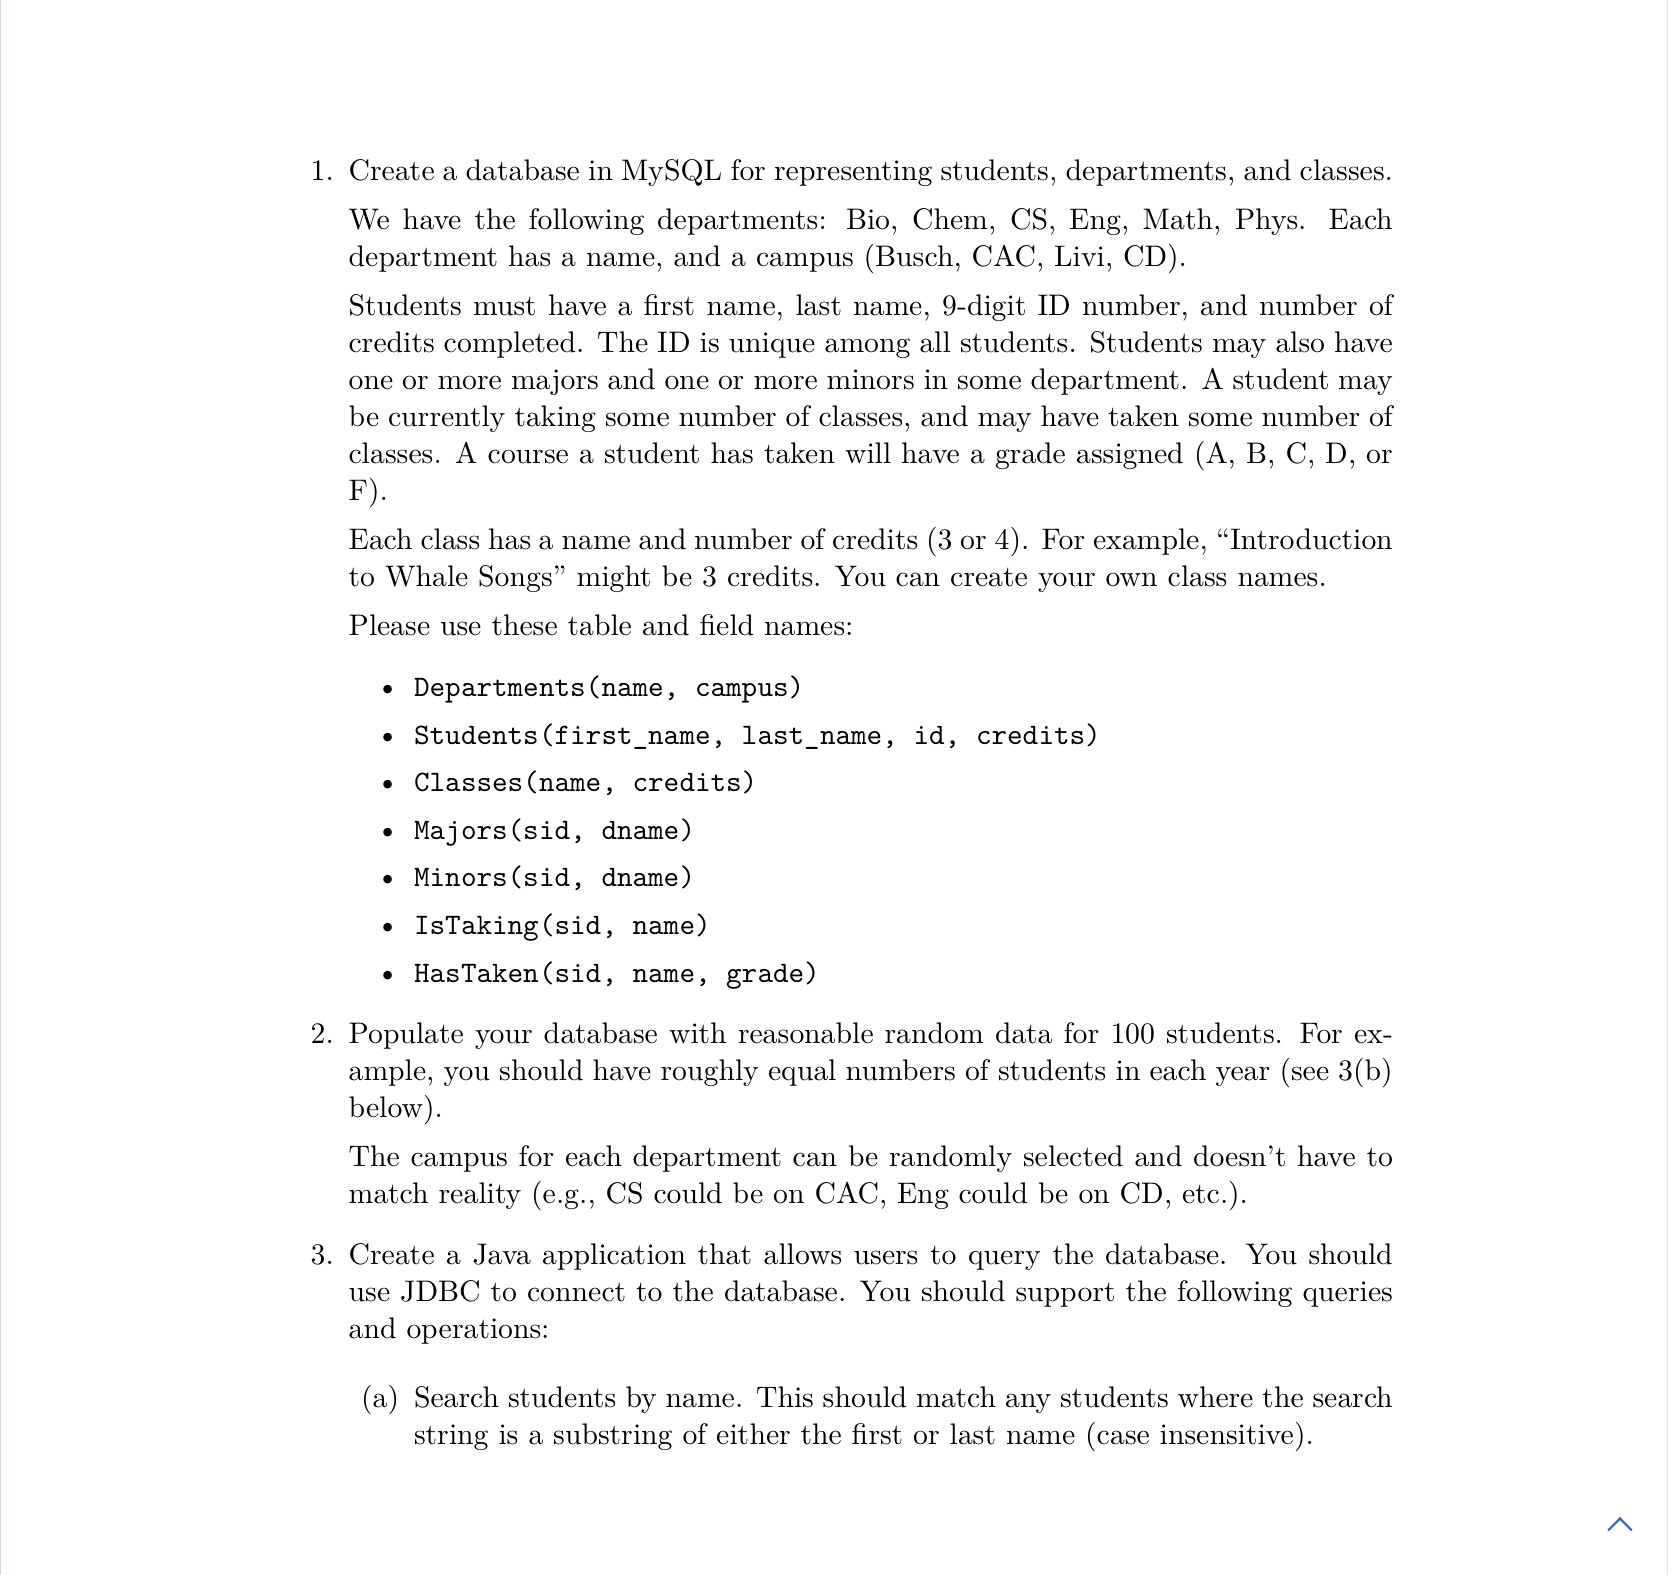 1. Create a database in MySQL for representing students, departments, and classes.
We have the following departments: Bio, Chem, CS, Eng, Math, Phys. Each
department has a name, and a campus (Busch, CAC, Livi, CD).
Students must have a first name, last name, 9-digit ID number, and number of
credits completed. The ID is unique among all students. Students may also have
one or more majors and one or more minors in some department. A student may
be currently taking some number of classes, and may have taken some number of
classes. A course a student has taken will have a grade assigned (A, B, C, D, or
F).
Each class has a name and number of credits (3 or 4). For example, “Introduction
to Whale Songs” might be 3 credits. You can create your own class names.
Please use these table and field names:
• Departments(name, campus)
• Students(first_name, last_name, id, credits)
• Classes(name, credits)
• Majors(sid, dname)
• Minors(sid, dname)
• IsTaking(sid, name)
• HasTaken(sid, name, grade)
2. Populate your database with reasonable random data for 100 students. For ex-
ample, you should have roughly equal numbers of students in each year (see 3(b)
below).
The campus for each department can be randomly selected and doesn’t have to
match reality (e.g., CS could be on CAC, Eng could be on CD, etc.).
3. Create a Java application that allows users to query the database. You should
use JDBC to connect to the database. You should support the following queries
and operations:
(a) Search students by name. This should match any students where the search
string is a substring of either the first or last name (case insensitive).